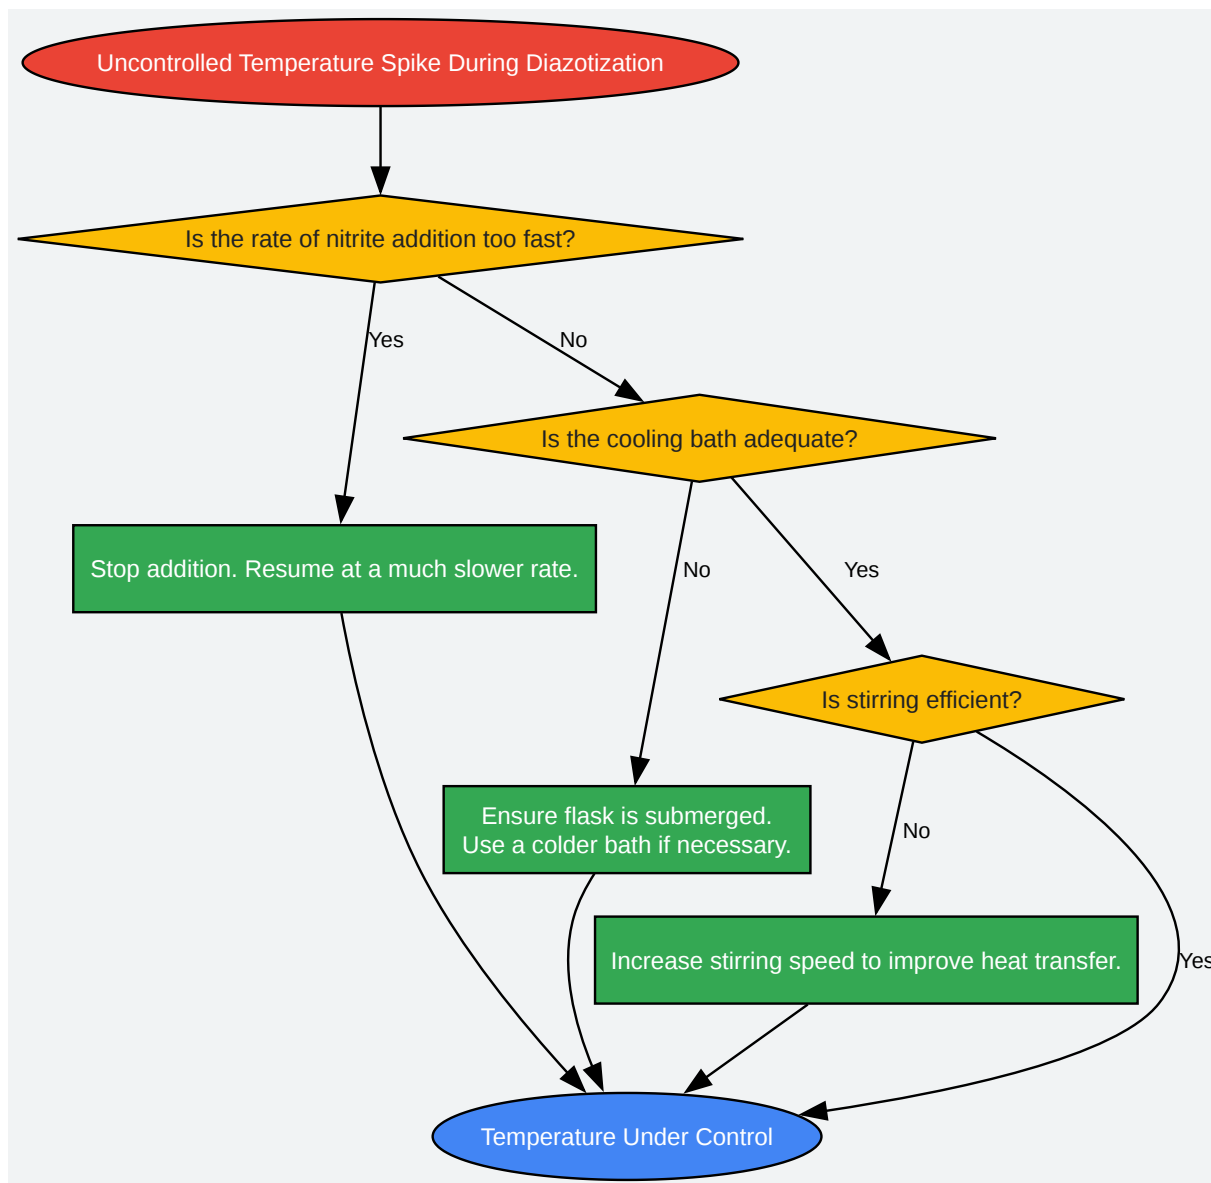 Uncontrolled Temperature Spike During Diazotization
Is the rate of nitrite addition too fast?
Yes
No
Is the cooling bath adequate?
Stop addition. Resume at a much slower rate.
No
Yes
Is stirring efficient?
Ensure flask is submerged.
Use a colder bath if necessary.
No
Increase stirring speed to improve heat transfer.
Yes
Temperature Under Control